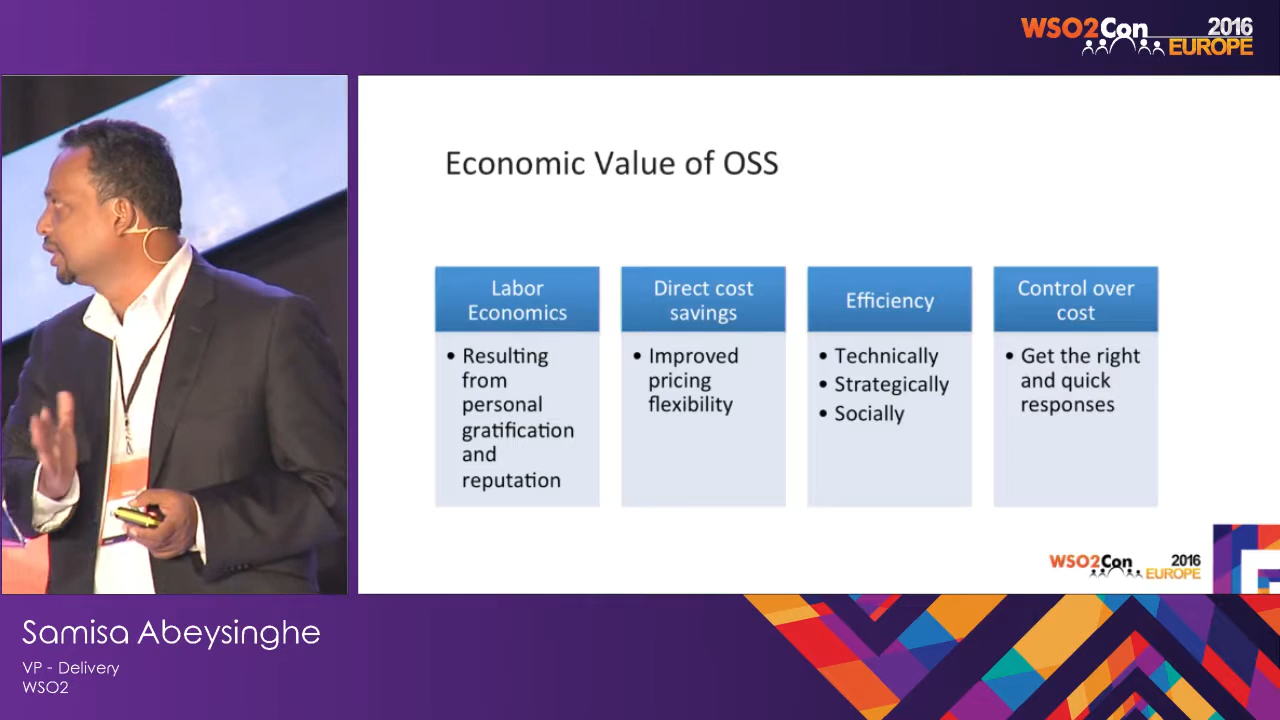 WSO2Con 2016
EUROPE
Economic Value of OSS
Labor
Economics
• Resulting
from
personal
gratification
and
reputation
Direct cost
savings
• Improved
pricing
flexibility
Efficiency
• Technically
• Strategically
• Socially
Control over
cost
• Get the right
and quick
responses
WSO2Con 2016
EUROPE
Samisa Abeysinghe
VP - Delivery
WSO2